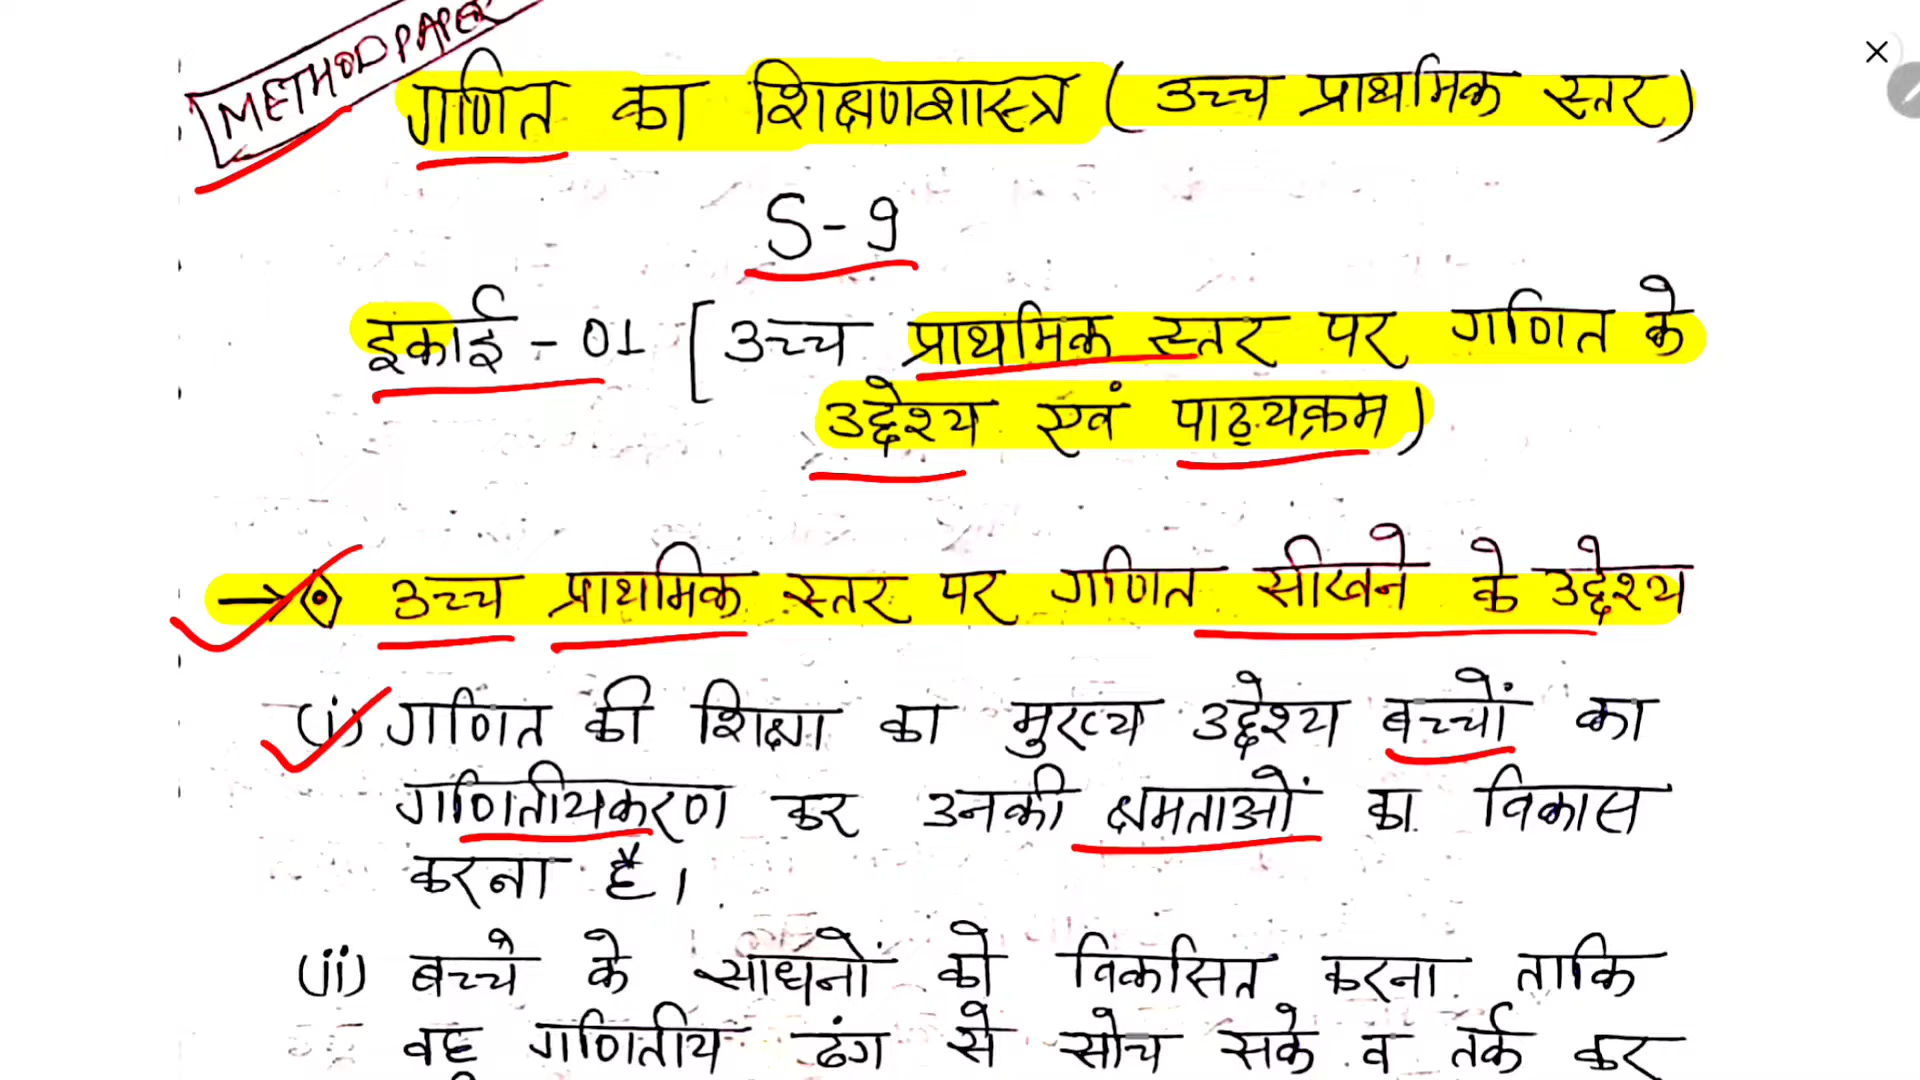 METHOD PAPER
गणित का शिक्षणशास्त्र ( उच्च प्राथमिक स्तर )
S-9
इकाई - 01 [ उच्च प्राथमिक स्तर पर गणित के
उद्देश्य एवं पाठ्यक्रम )
→ उच्च प्राथमिक स्तर पर गणित सीखने के उद्देश्य
(i) गणित की शिक्षा का मुख्य उद्देश्य बच्चों का
गणितीयकरण कर उनकी क्षमताओं का विकास
करना है।
(ii) बच्चे के साधनों को विकसित करना ताकि
वह गणितीय ढंग से सोच सके व तर्क कर